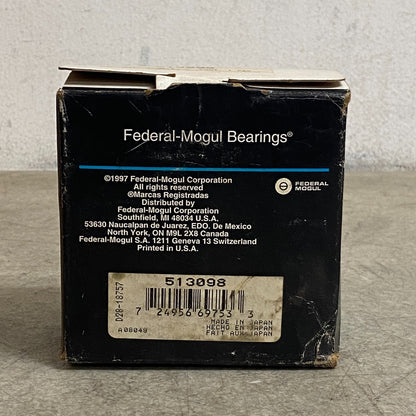 Federal-Mogul Bearings®
©1997 Federal-Mogul Corporation
All rights reserved
®Marcas Registradas
Distributed by
Federal-Mogul Corporation
Southfield, MI 48034 U.S.A.
53630 Naucalpan de Juarez, EDO. De Mexico
North York, ON M9L 2X8 Canada
Federal-Mogul S.A. 1211 Geneva 13 Switzerland
Printed in U.S.A.
FEDERAL
MOGUL
D28-18757
513098
7 24956 69753 3
A08049
MADE IN JAPAN
HECHO EN JAPAN
FAIT AUX JAPAN